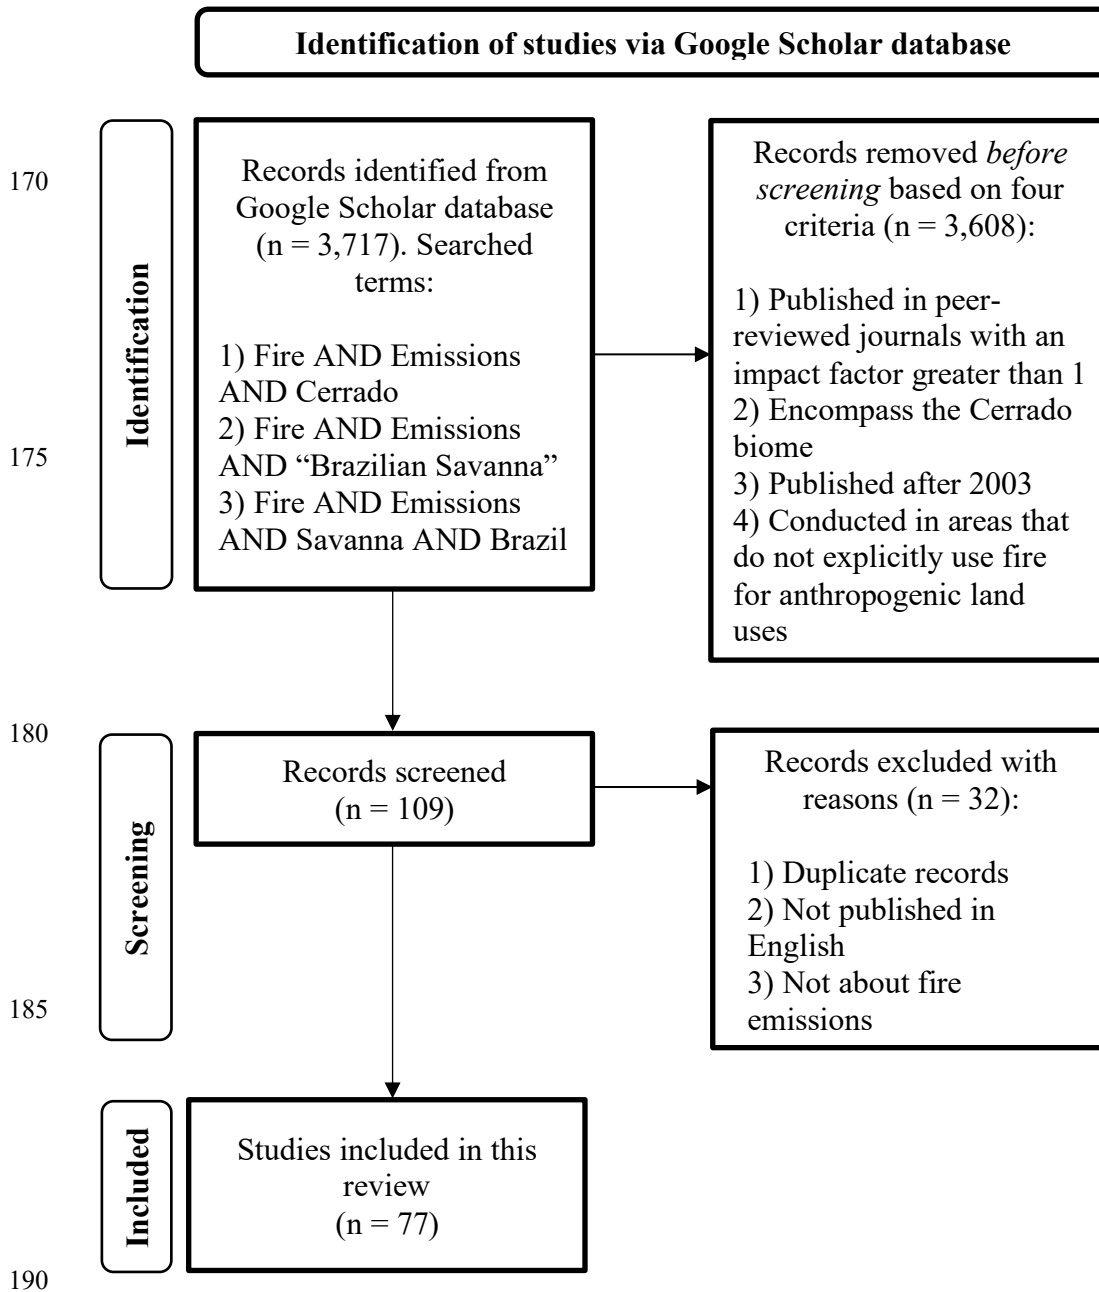 Identification of studies via Google Scholar database
170
175
180
185
190
Identification
Records identified from
Google Scholar database
(n = 3,717). Searched
terms:
1) Fire AND Emissions
AND Cerrado
2) Fire AND Emissions
AND “Brazilian Savanna”
3) Fire AND Emissions
AND Savanna AND Brazil
Records removed before
screening based on four
criteria (n = 3,608):
1) Published in peer-
reviewed journals with an
impact factor greater than 1
2) Encompass the Cerrado
biome
3) Published after 2003
4) Conducted in areas that
do not explicitly use fire
for anthropogenic land
uses
Screening
Records screened
(n = 109)
Records excluded with
reasons (n = 32):
1) Duplicate records
2) Not published in
English
3) Not about fire
emissions
Included
Studies included in this
review
(n = 77)